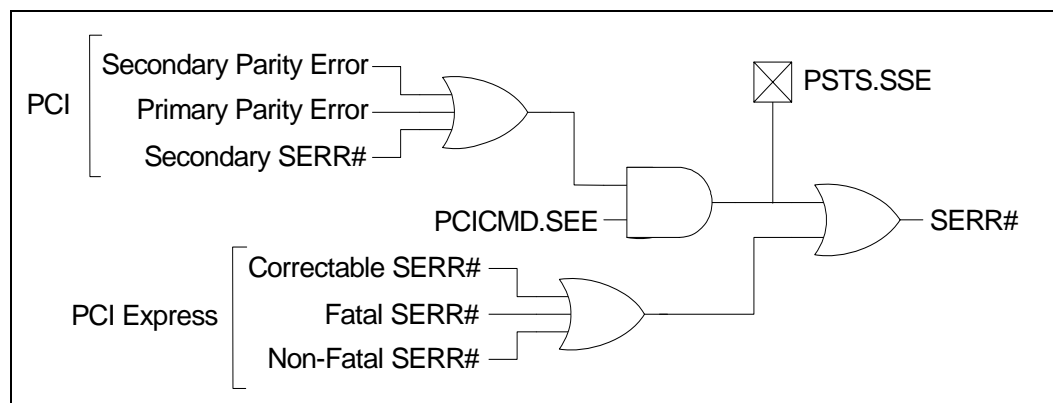 PCI
Secondary Parity Error
Primary Parity Error
Secondary SERR#
PSTS.SSE
PCICMD.SEE
SERR#
PCI Express
Correctable SERR#
Fatal SERR#
Non-Fatal SERR#